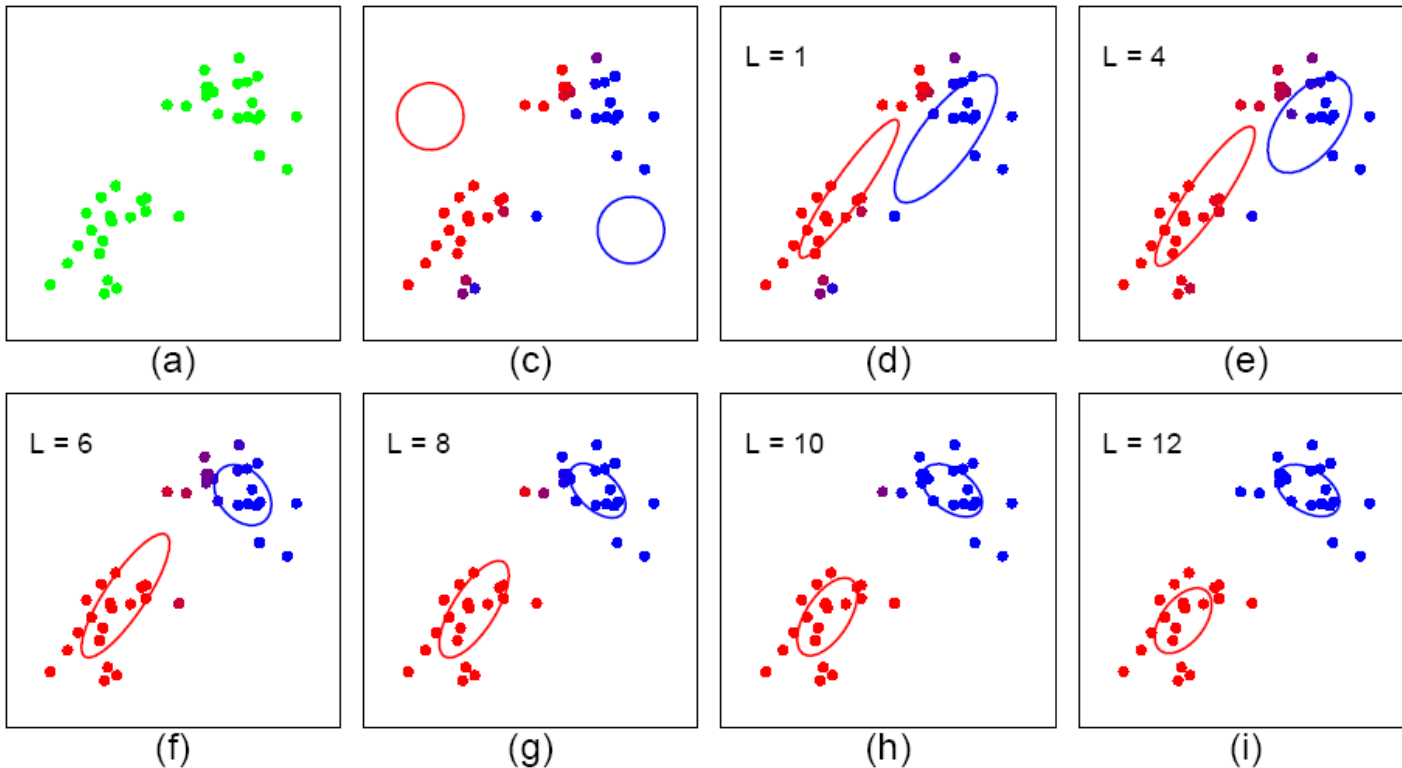 L = 1
L = 4
(a)
(c)
(d)
(e)
L = 6
L = 8
L = 10
L = 12
(f)
(g)
(h)
(i)